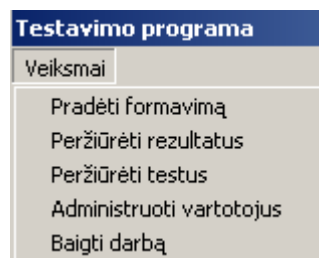 Testavimo programa
Veiksmai
Pradėti formavimą
Peržiūrėti rezultatus
Peržiūrėti testus
Administruoti vartotojus
Baigti darbą